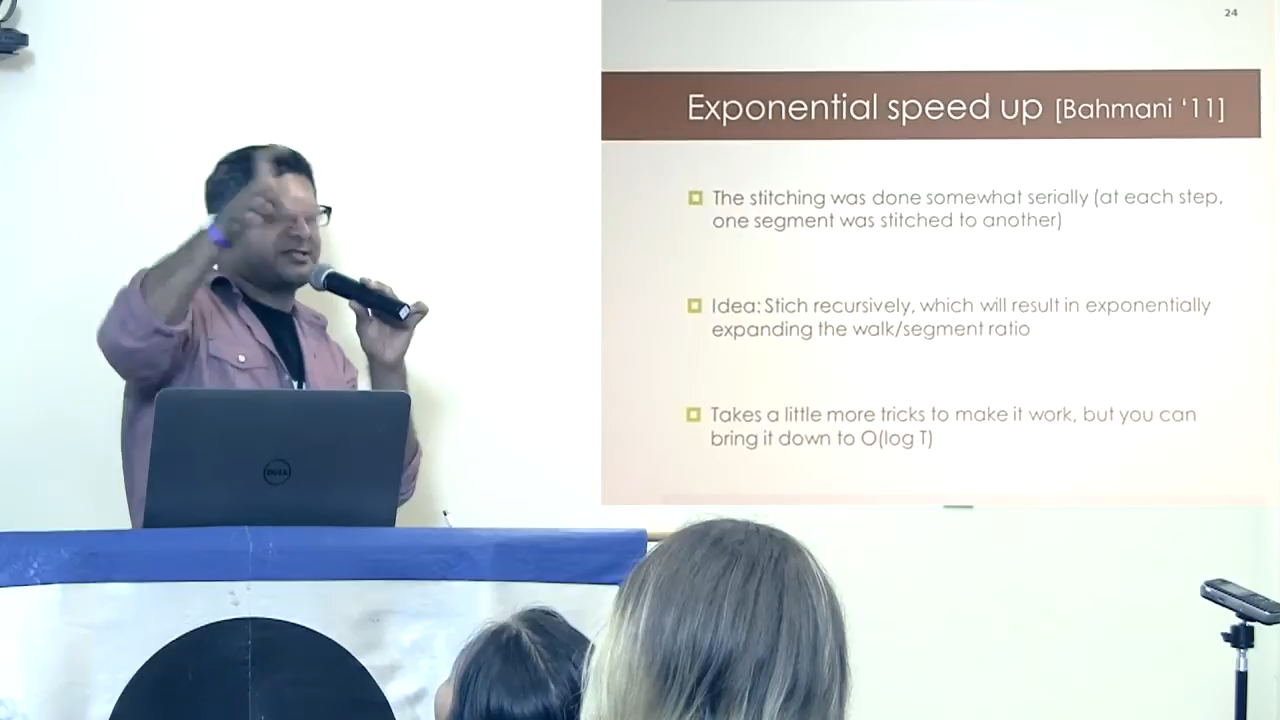 24
Exponential speed up [Bahmani ‘11]
The stitching was done somewhat serially (at each step,
one segment was stitched to another)
Idea: Stich recursively, which will result in exponentially
expanding the walk/segment ratio
Takes a little more tricks to make it work, but you can
bring it down to O(log T)
DELL